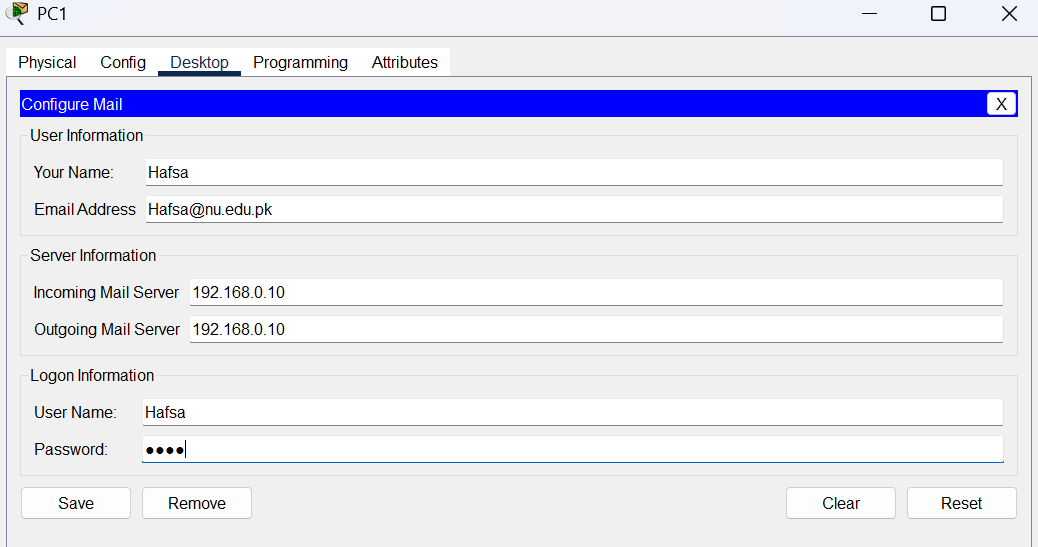 PC1
Physical Config Desktop Programming Attributes
Configure Mail X
User Information
Your Name: Hafsa
Email Address Hafsa@nu.edu.pk
Server Information
Incoming Mail Server 192.168.0.10
Outgoing Mail Server 192.168.0.10
Logon Information
User Name: Hafsa
Password: ●●●●
Save Remove Clear Reset